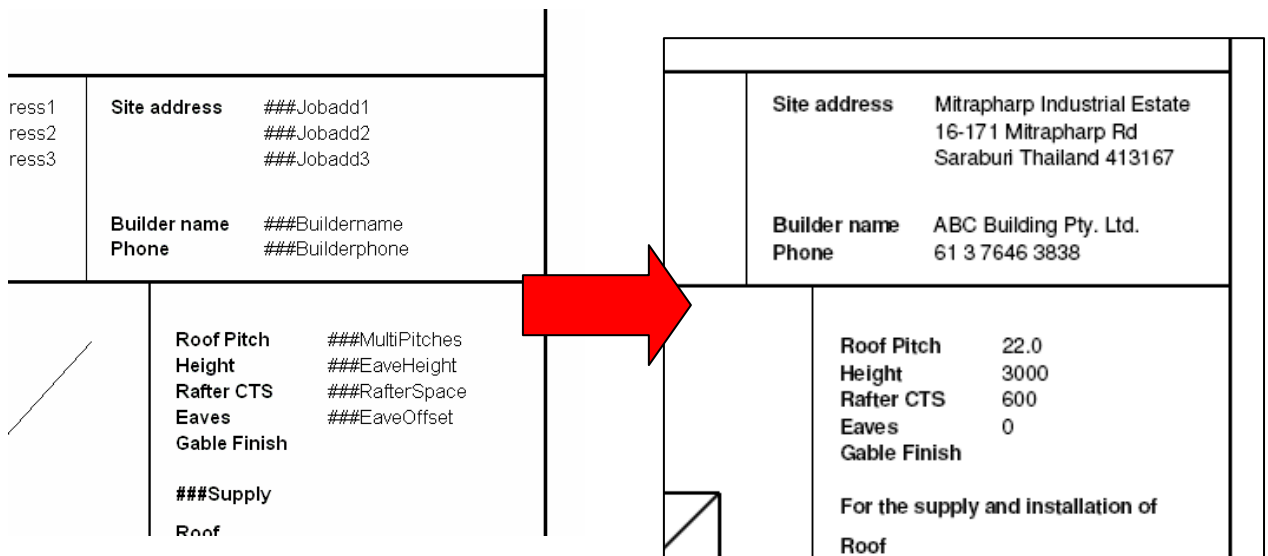 ress1
ress2
ress3
Site address ###Jobadd1
###Jobadd2
###Jobadd3
Builder name ###Buildername
Phone ###Builderphone
Roof Pitch ###MultiPitches
Height ###EaveHeight
Rafter CTS ###RafterSpace
Eaves ###EaveOffset
Gable Finish
###Supply
Roof
Site address Mitrapharp Industrial Estate
16-171 Mitrapharp Rd
Saraburi Thailand 413167
Builder name ABC Building Pty. Ltd.
Phone 61 3 7646 3838
Roof Pitch 22.0
Height 3000
Rafter CTS 600
Eaves 0
Gable Finish
For the supply and installation of
Roof